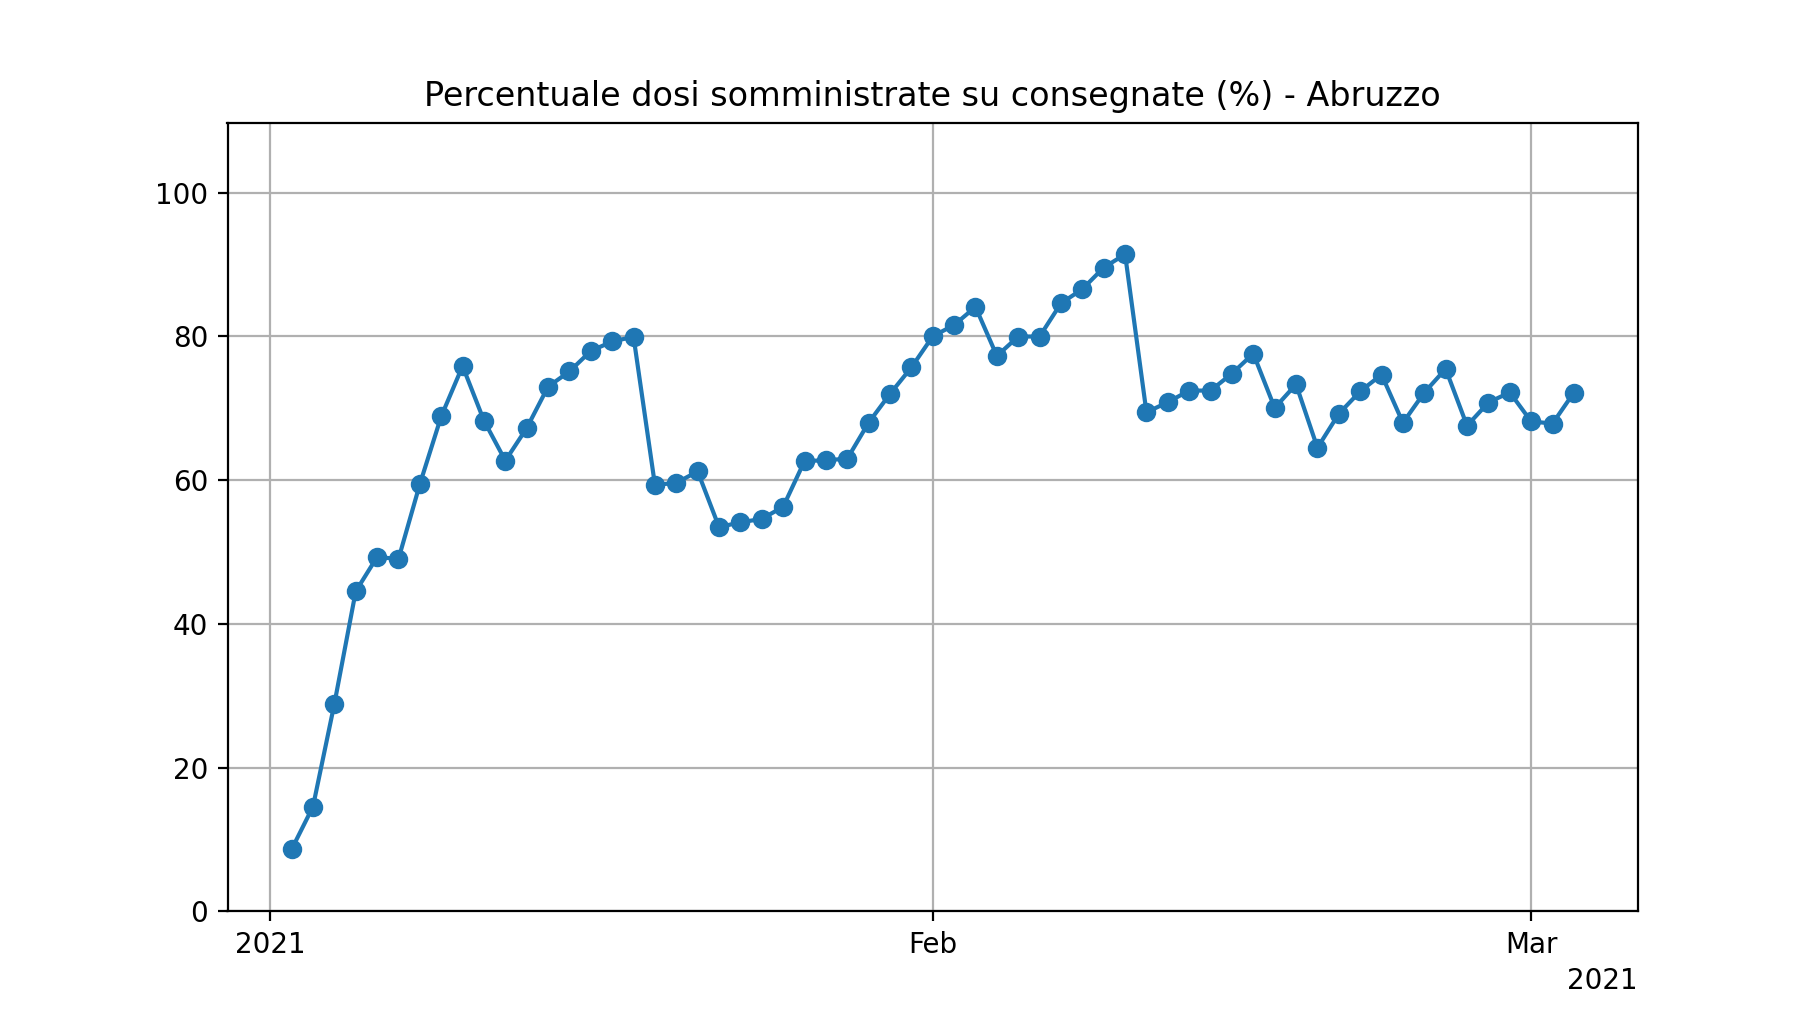 Percentuale dosi somministrate su consegnate (%) - Abruzzo
100
80
60
40
20
0
2021
Feb
Mar
2021